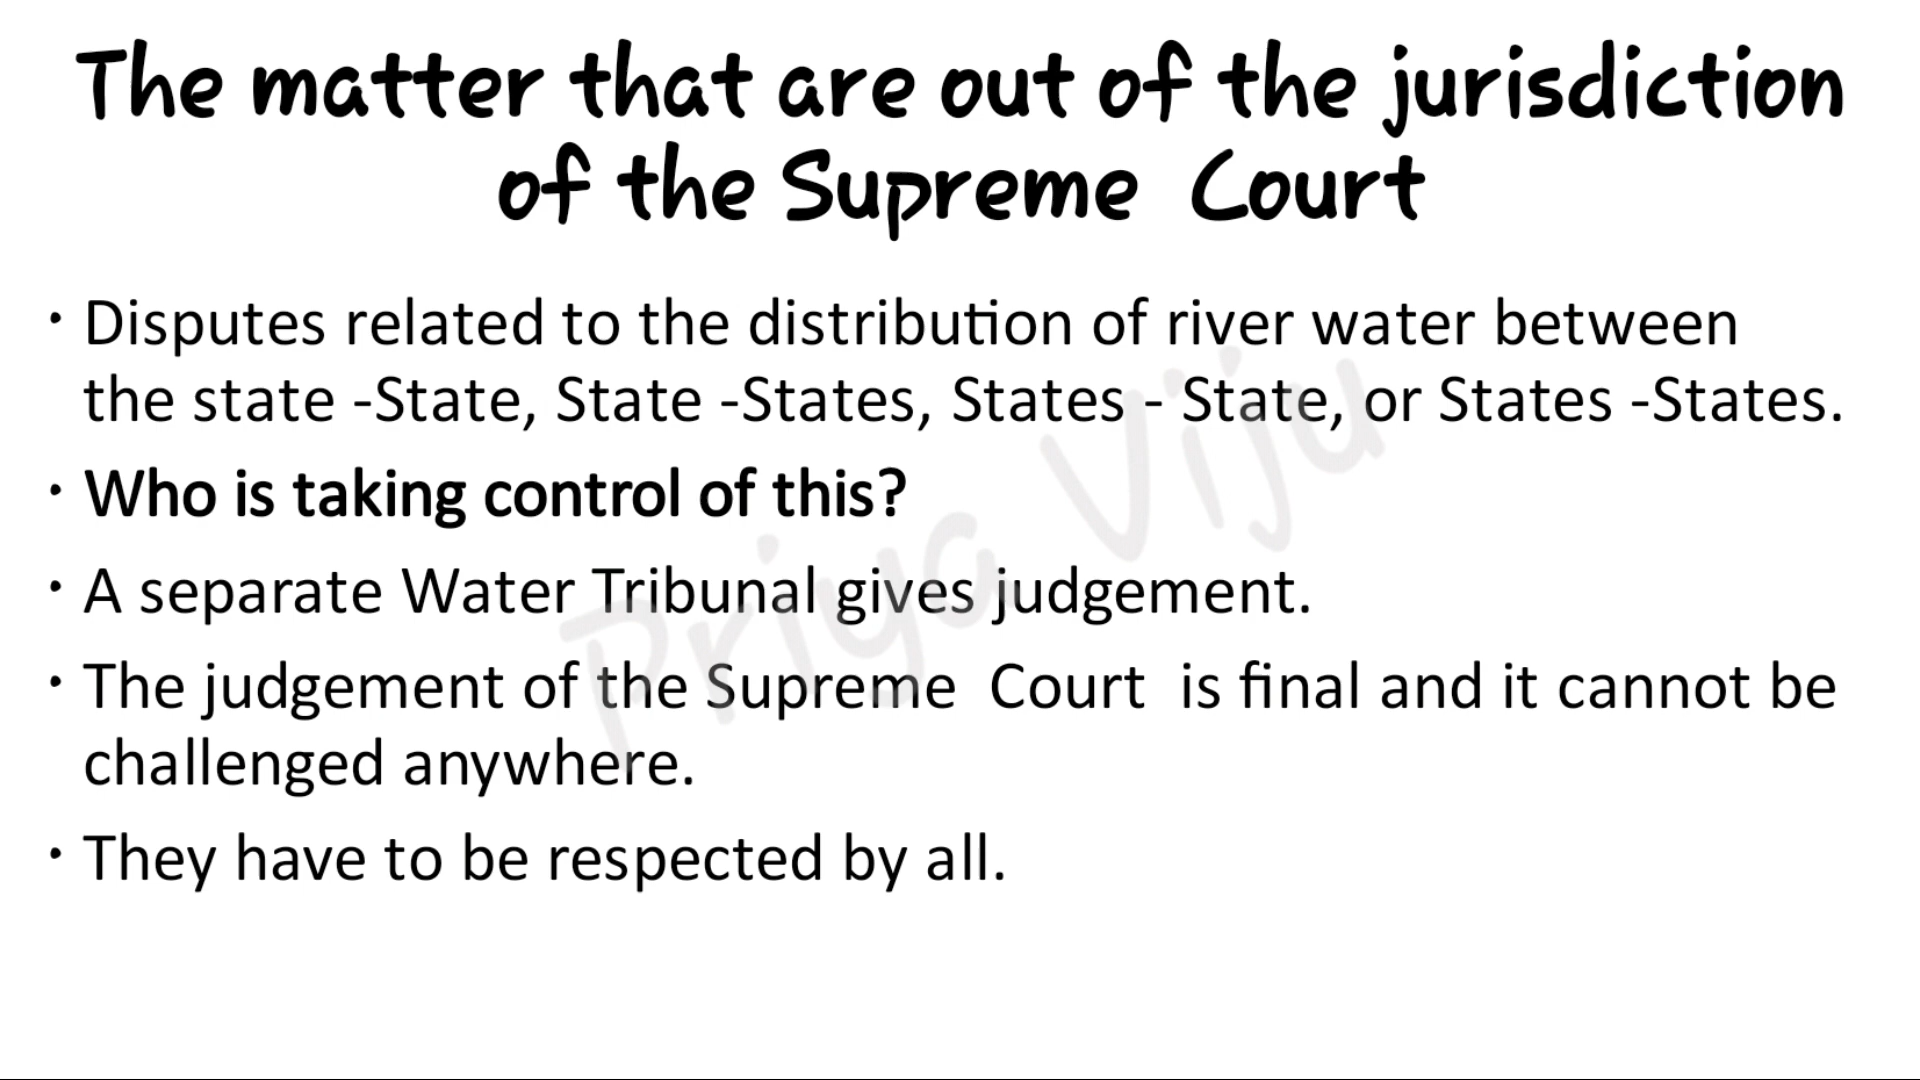 The matter that are out of the jurisdiction
of the Supreme Court
• Disputes related to the distribution of river water between
the state -State, State -States, States - State, or States -States.
• Who is taking control of this?
• A separate Water Tribunal gives judgement.
• The judgement of the Supreme Court is final and it cannot be
challenged anywhere.
• They have to be respected by all.
Priya Viju